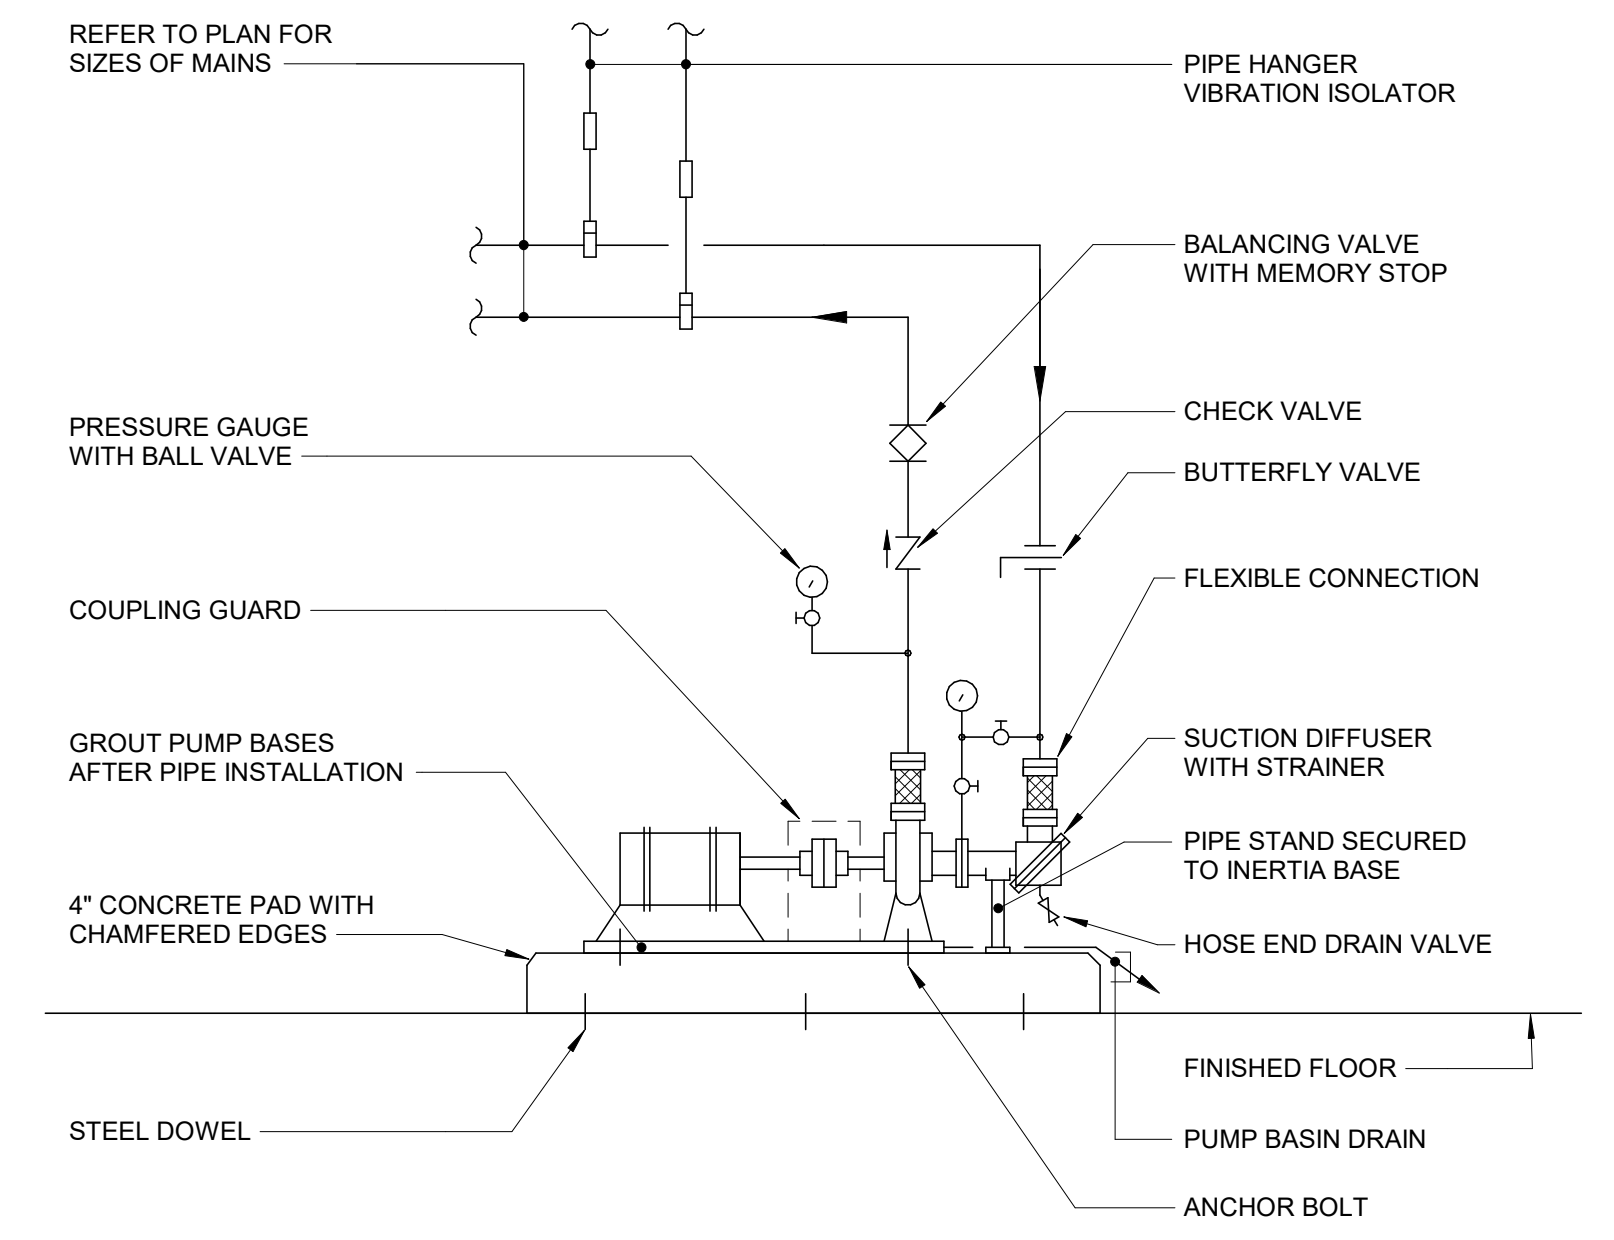 REFER TO PLAN FOR
SIZES OF MAINS
PIPE HANGER
VIBRATION ISOLATOR
BALANCING VALVE
WITH MEMORY STOP
CHECK VALVE
PRESSURE GAUGE
WITH BALL VALVE
BUTTERFLY VALVE
FLEXIBLE CONNECTION
COUPLING GUARD
GROUT PUMP BASES
AFTER PIPE INSTALLATION
SUCTION DIFFUSER
WITH STRAINER
PIPE STAND SECURED
TO INERTIA BASE
4" CONCRETE PAD WITH
CHAMFERED EDGES
HOSE END DRAIN VALVE
FINISHED FLOOR
STEEL DOWEL
PUMP BASIN DRAIN
ANCHOR BOLT